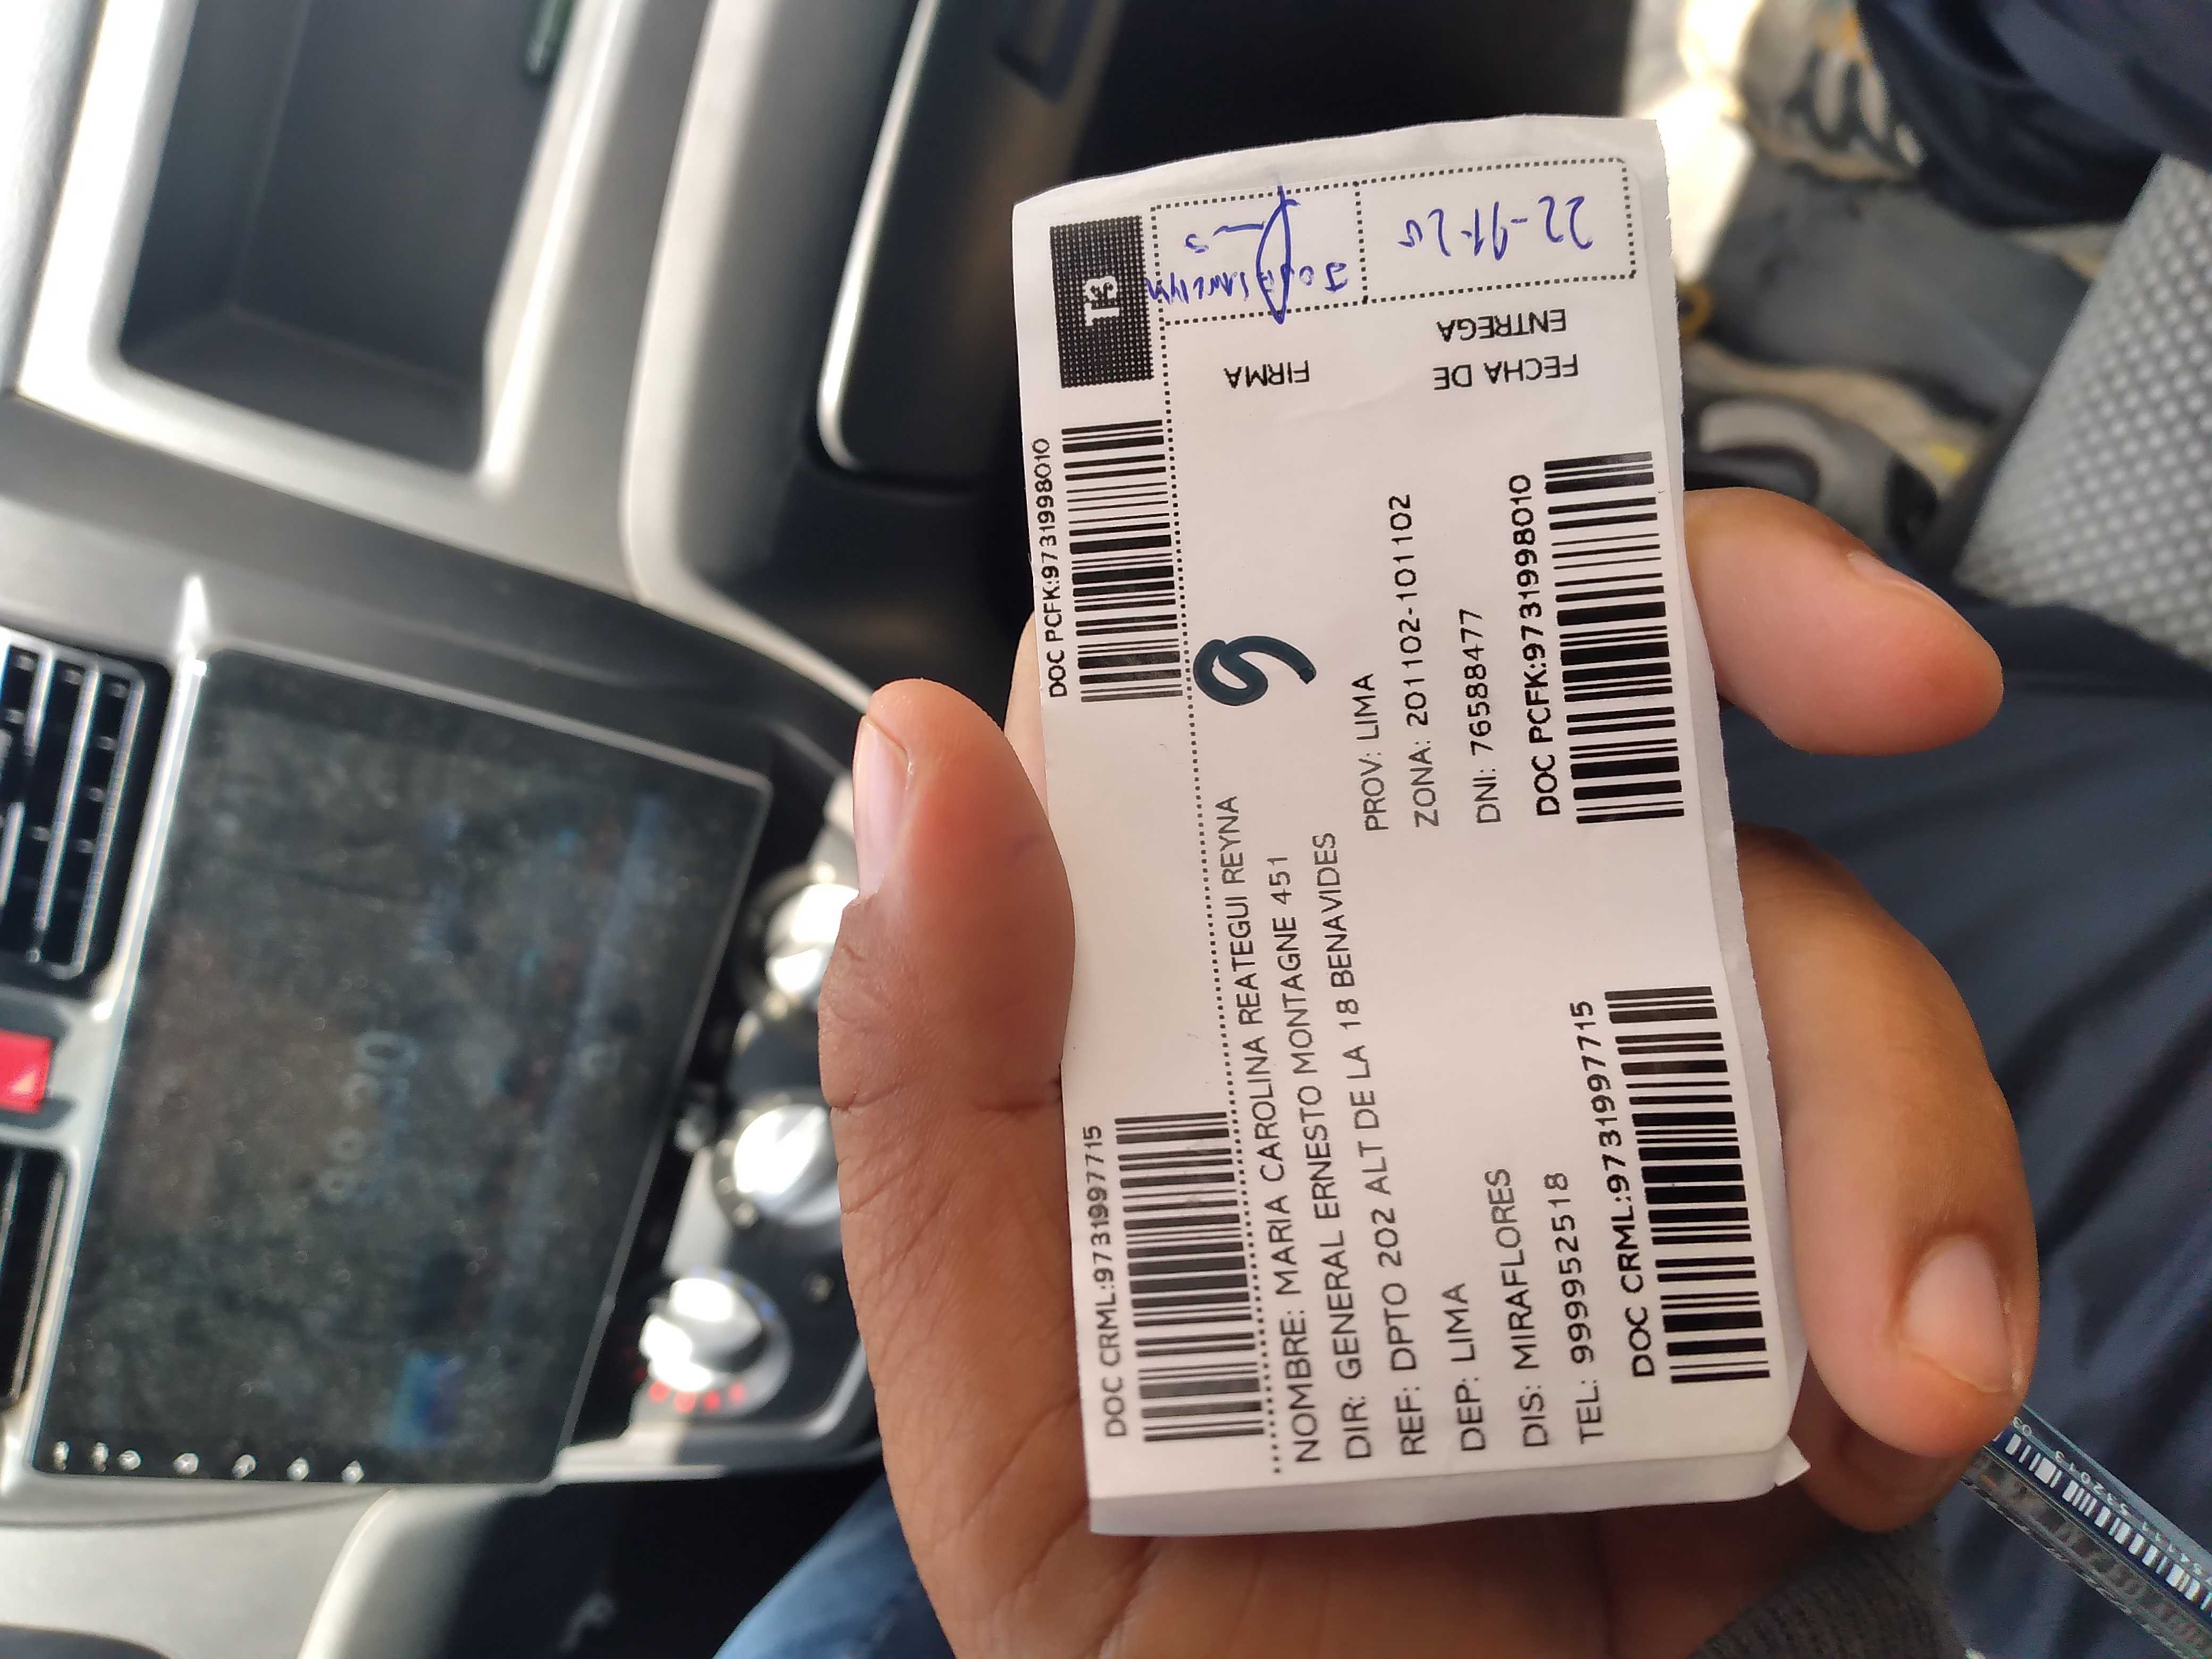 DOC CRML:9731997715
DOC PCFK:9731998010
T3
NOMBRE: MARIA CAROLINA REATEGUI REYNA
9
DIR: GENERAL ERNESTO MONTAGNE 451
REF: DPTO 202 ALT DE LA 18 BENAVIDES
DEP: LIMA
PROV: LIMA
DIS: MIRAFLORES
ZONA: 201102-101102
TEL: 999952518
DNI: 76588477
DOC CRML:9731997715
DOC PCFK:9731998010
FECHA DE
ENTREGA
22-11-20
FIRMA